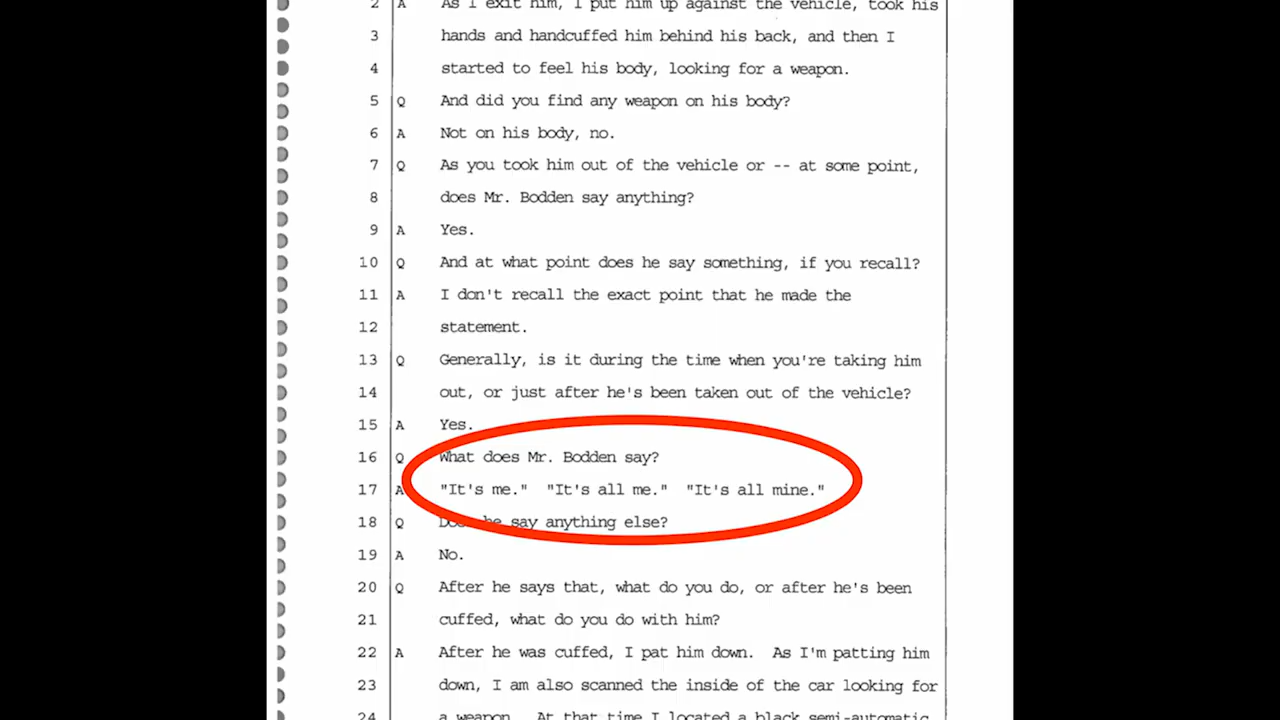 2 A As I exit him, I put him up against the vehicle, took his
3 hands and handcuffed him behind his back, and then I
4 started to feel his body, looking for a weapon.
5 Q And did you find any weapon on his body?
6 A Not on his body, no.
7 Q As you took him out of the vehicle or -- at some point,
8 does Mr. Bodden say anything?
9 A Yes.
10 Q And at what point does he say something, if you recall?
11 A I don't recall the exact point that he made the
12 statement.
13 Q Generally, is it during the time when you're taking him
14 out, or just after he's been taken out of the vehicle?
15 A Yes.
16 Q What does Mr. Bodden say?
17 A "It's me." "It's all me." "It's all mine."
18 Q Does he say anything else?
19 A No.
20 Q After he says that, what do you do, or after he's been
21 cuffed, what do you do with him?
22 A After he was cuffed, I pat him down. As I'm patting him
23 down, I am also scanned the inside of the car looking for
24 a weapon. At that time I located a black semi-automatic